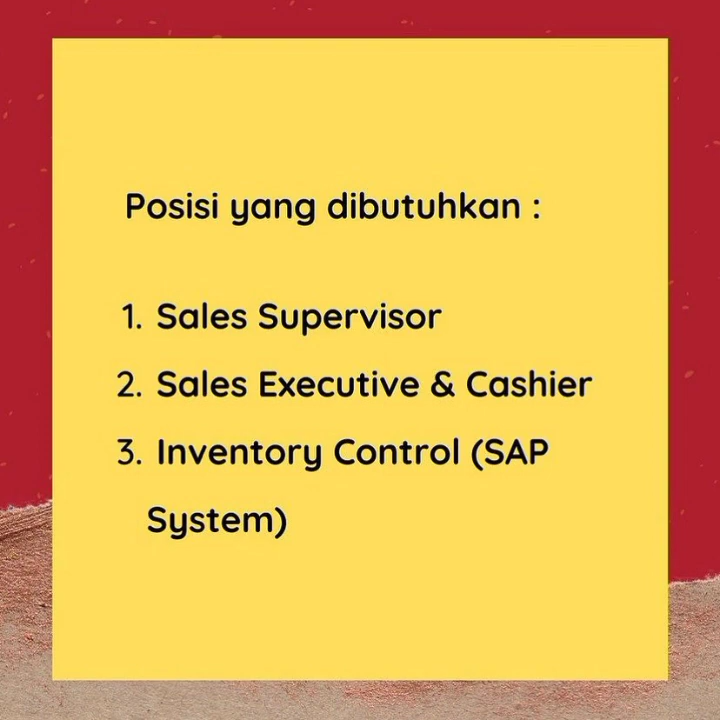 Posisi yang dibutuhkan :
1. Sales Supervisor
2. Sales Executive & Cashier
3. Inventory Control (SAP
System)